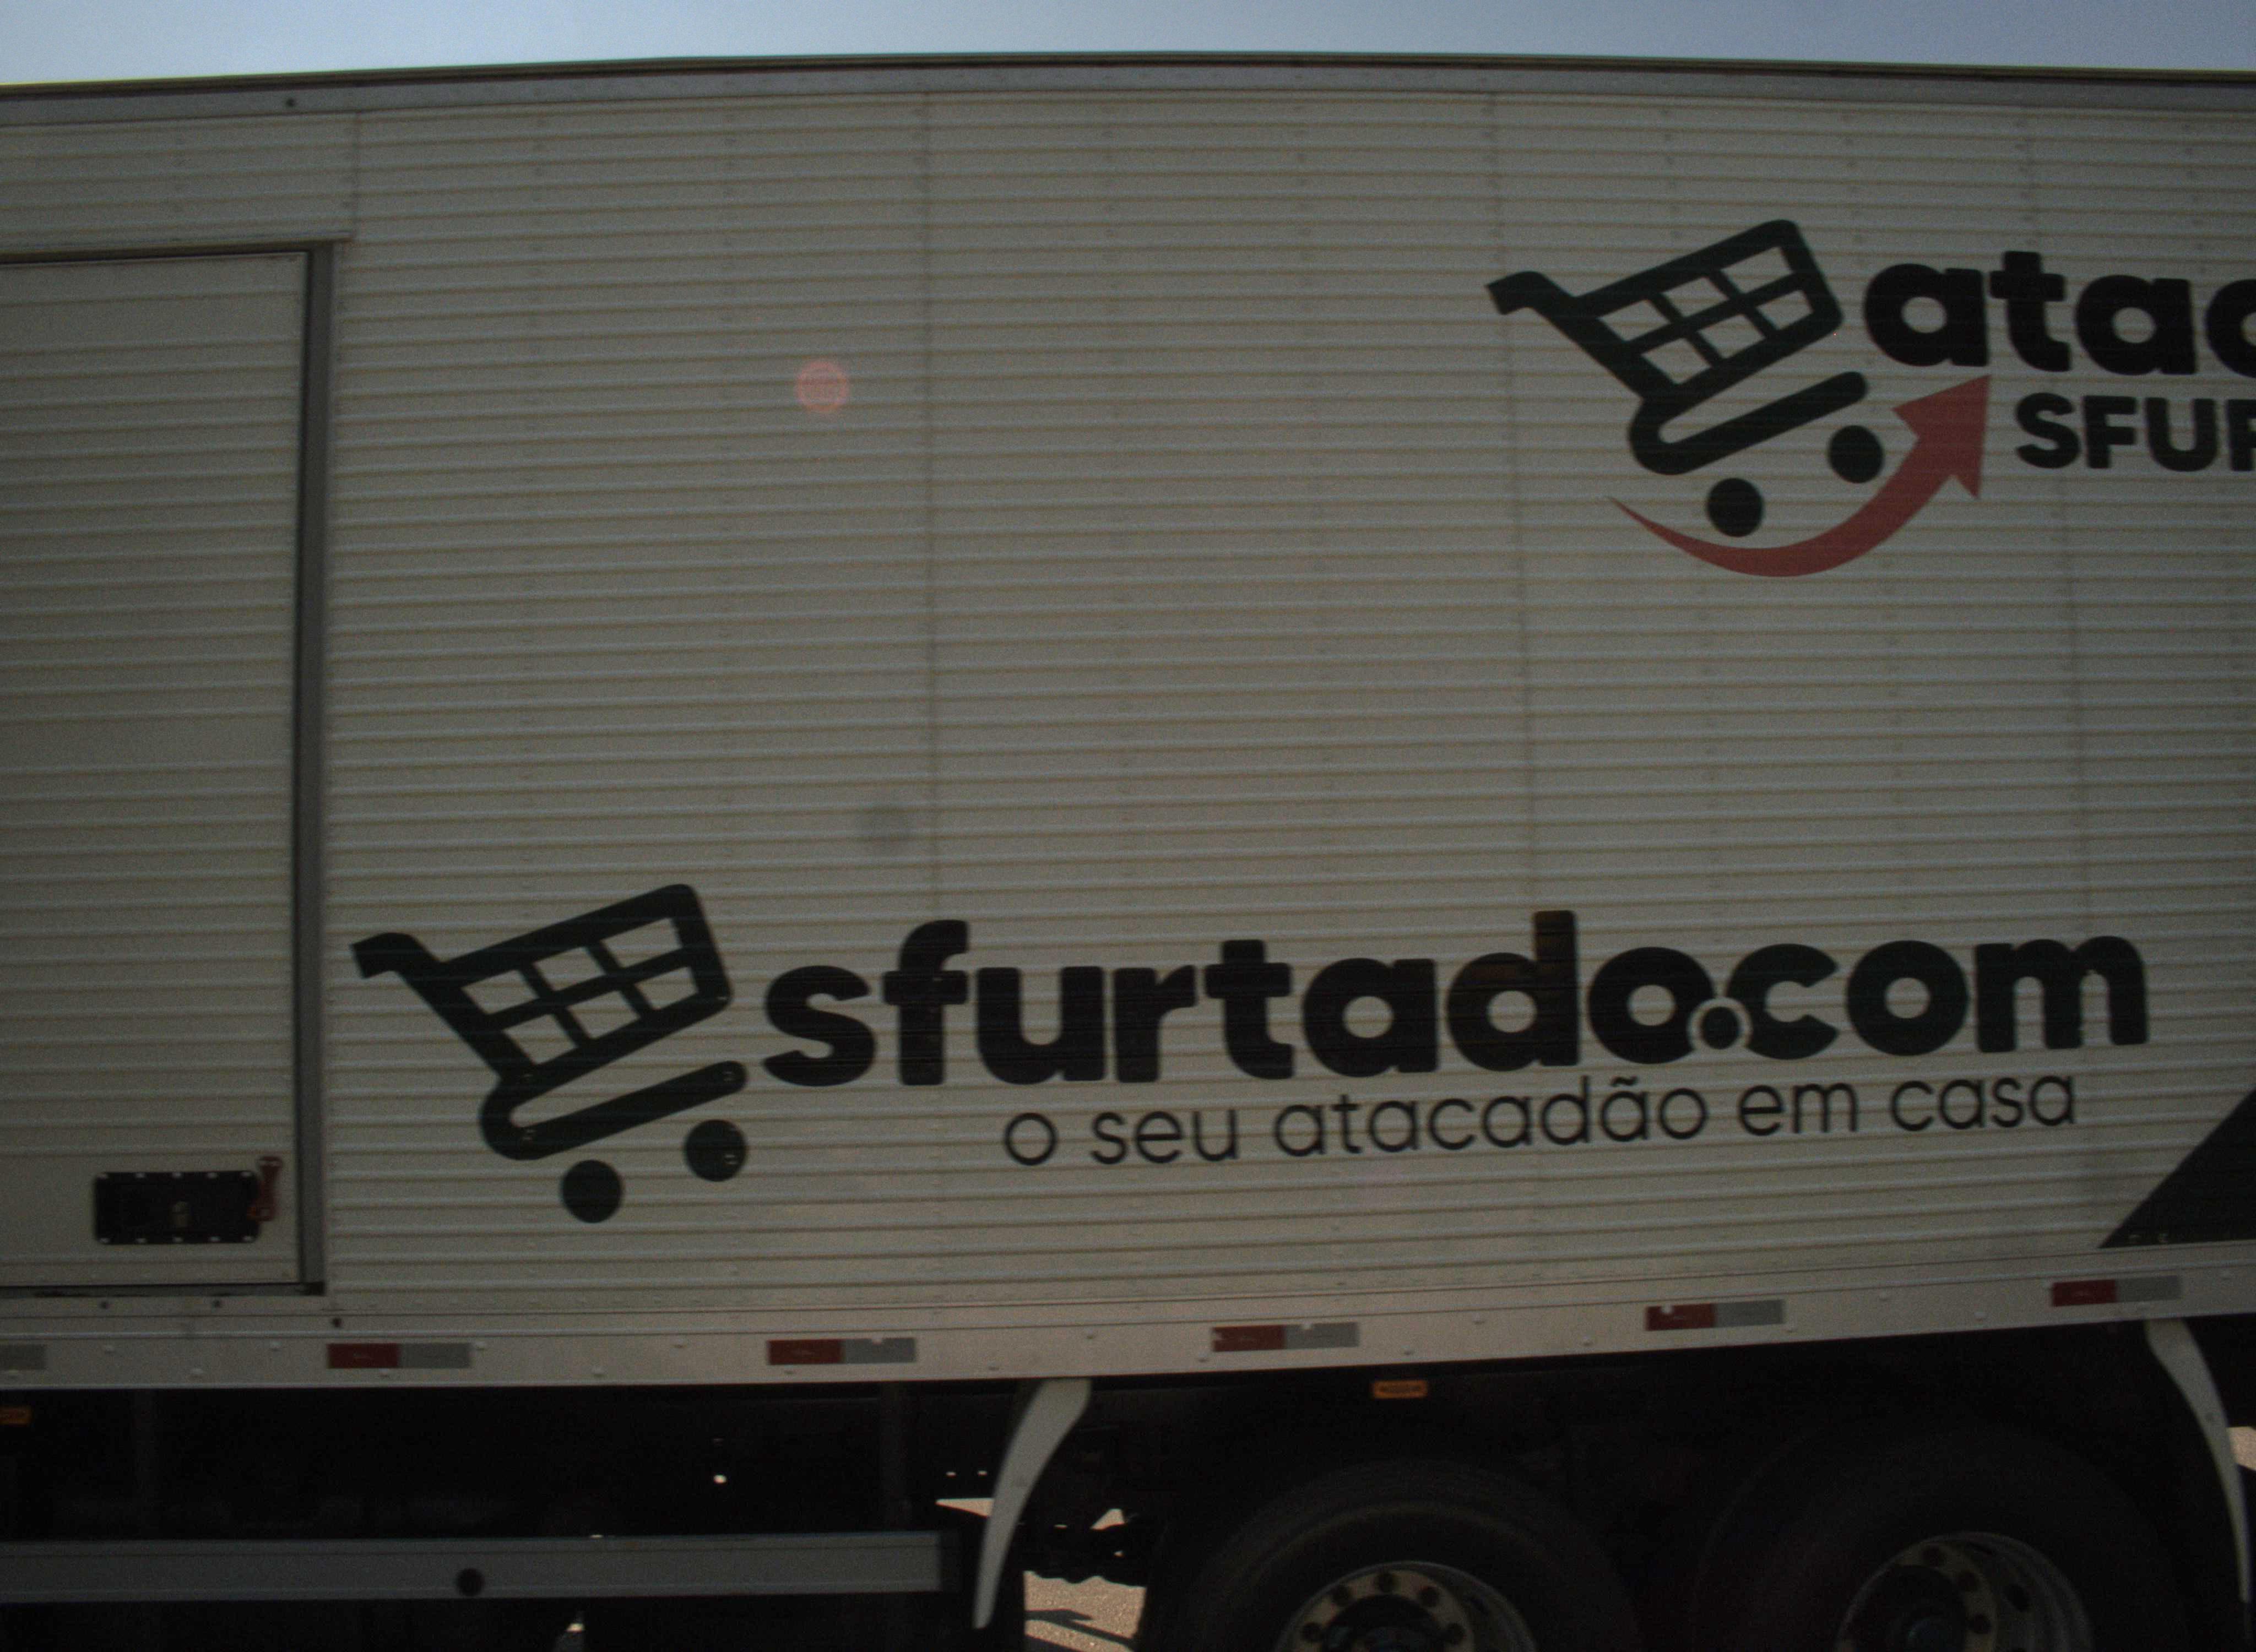 atac
SFUR
sfurtado.com
o seu atacadão em casa